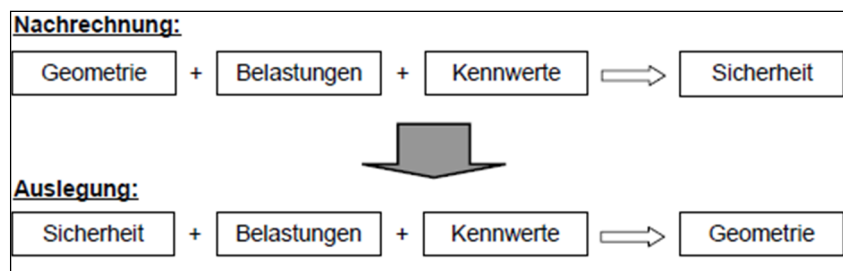 Nachrechnung:
Geometrie + Belastungen + Kennwerte Sicherheit
Auslegung:
Sicherheit + Belastungen + Kennwerte Geometrie